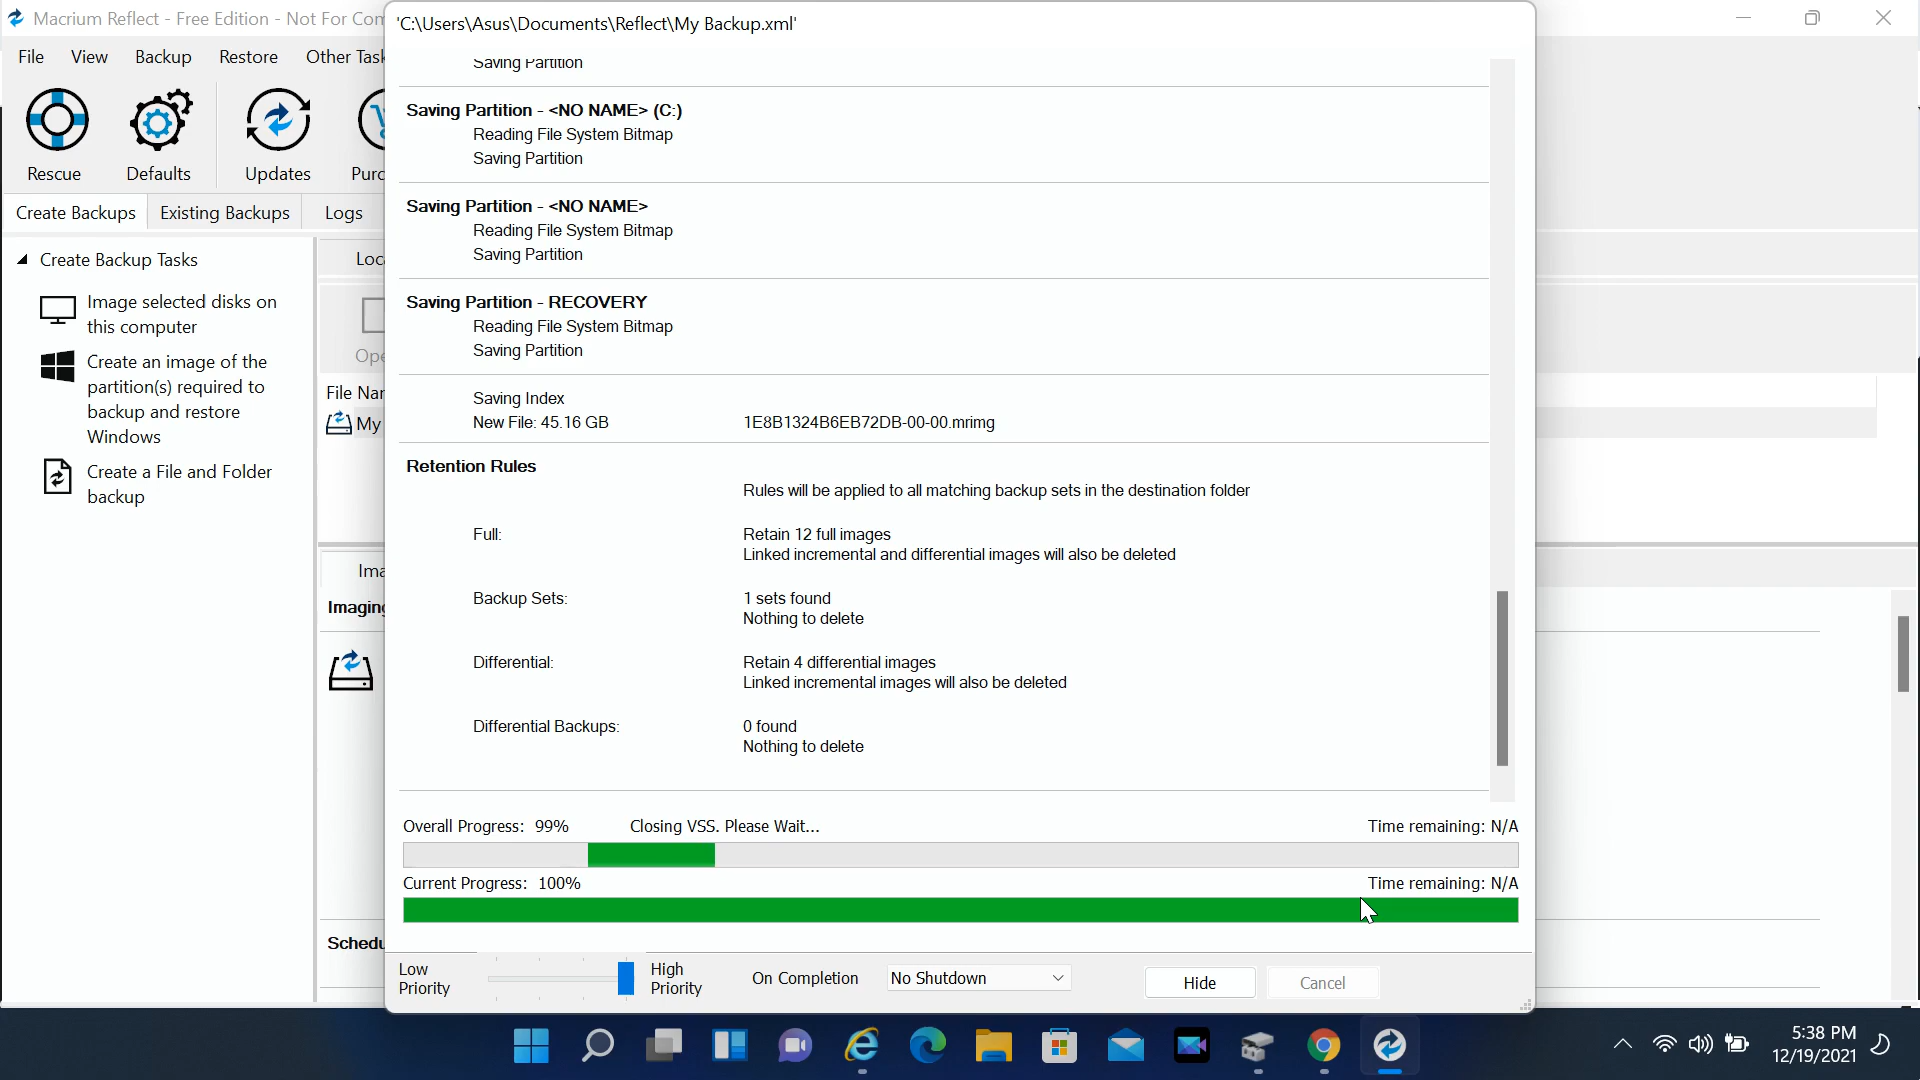 Macrium Reflect - Free Edition - Not For Com
'C:\Users\Asus\Documents\Reflect\My Backup.xml'
File View Backup Restore Other Task
Rescue Defaults Updates Purc
Create Backups Existing Backups Logs
Create Backup Tasks
Image selected disks on
this computer
Create an image of the
partition(s) required to
backup and restore
Windows
Create a File and Folder
backup
Loc
Ope
File Nar
My
Ima
Imaging
Schedu
Saving Partition
Saving Partition - <NO NAME> (C:)
Reading File System Bitmap
Saving Partition
Saving Partition - <NO NAME>
Reading File System Bitmap
Saving Partition
Saving Partition - RECOVERY
Reading File System Bitmap
Saving Partition
Saving Index
New File: 45.16 GB 1E8B1324B6EB72DB-00-00.mrimg
Retention Rules
Rules will be applied to all matching backup sets in the destination folder
Full: Retain 12 full images
Linked incremental and differential images will also be deleted
Backup Sets: 1 sets found
Nothing to delete
Differential: Retain 4 differential images
Linked incremental images will also be deleted
Differential Backups: 0 found
Nothing to delete
Overall Progress: 99% Closing VSS. Please Wait... Time remaining: N/A
Current Progress: 100% Time remaining: N/A
Low
Priority
High
Priority
On Completion No Shutdown Hide Cancel
5:38 PM
12/19/2021